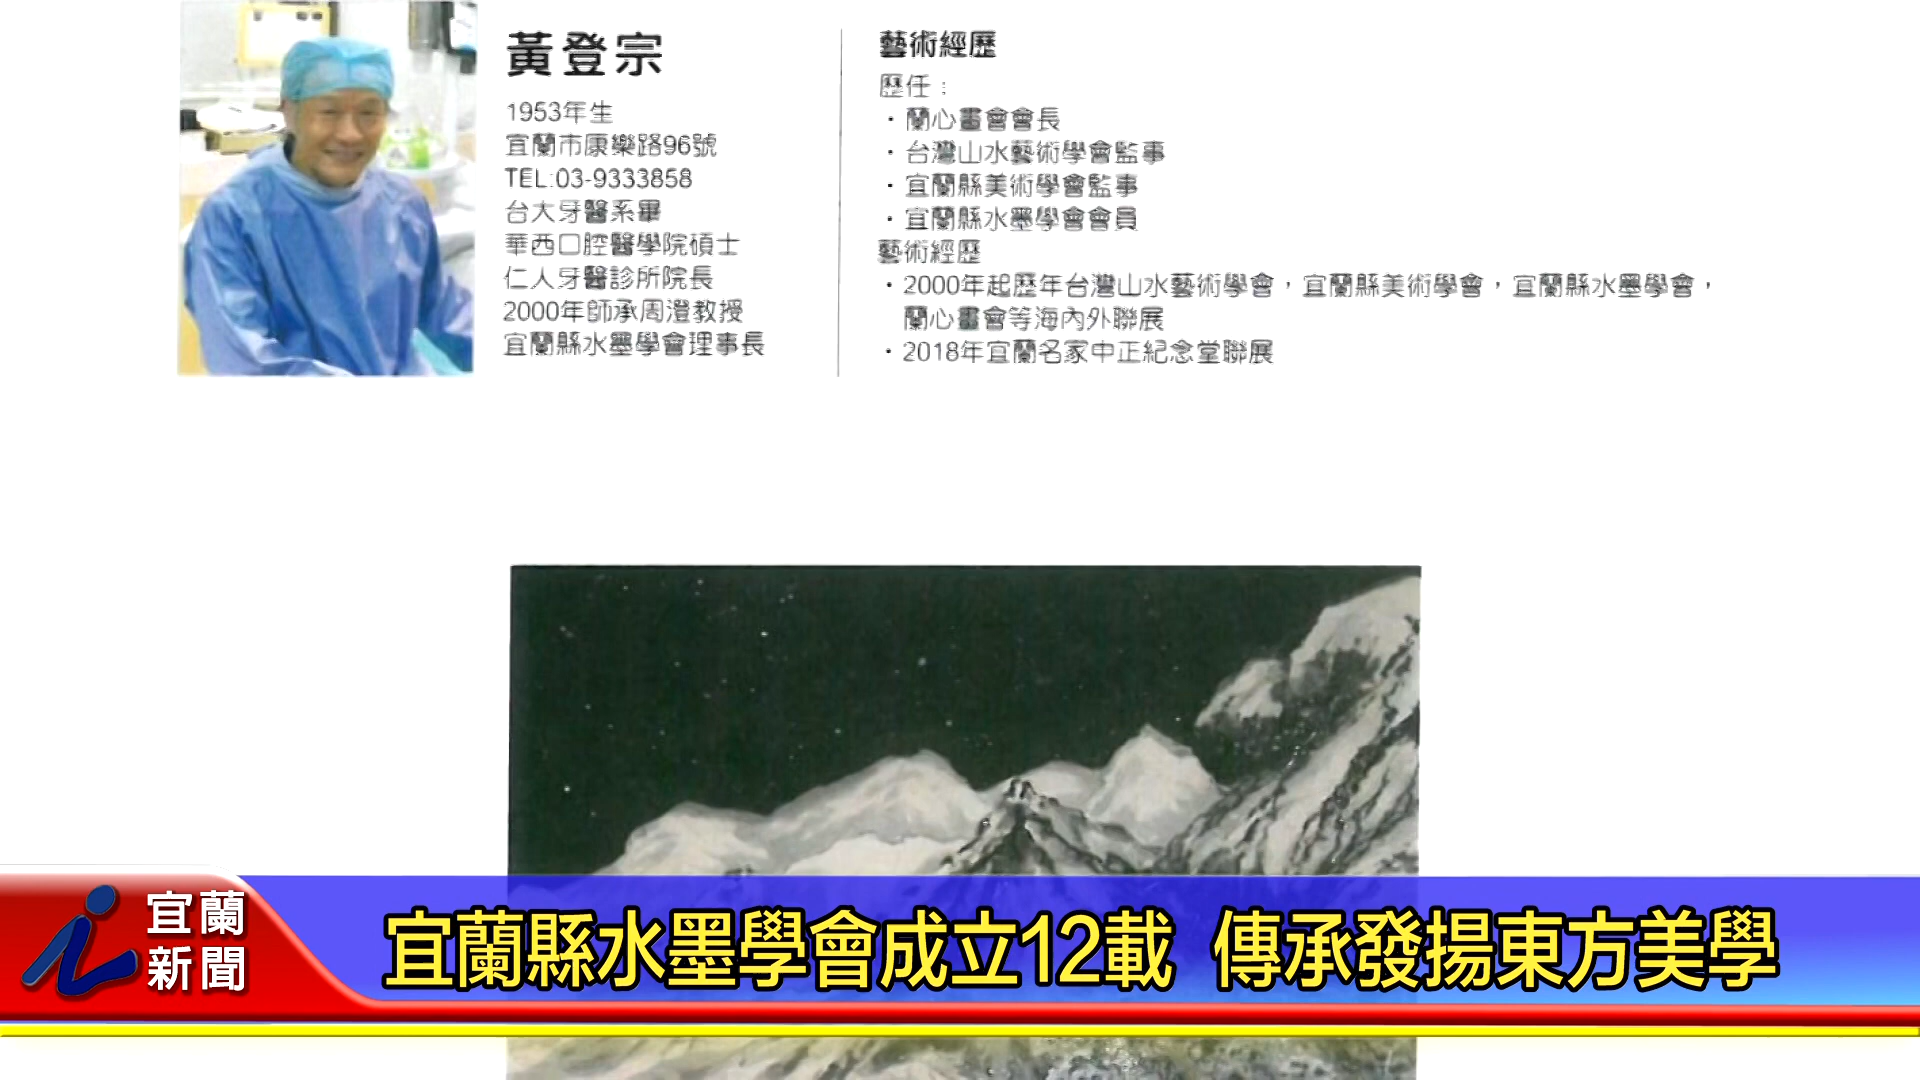 黃登宗
1953年生
宜蘭市康樂路96號
TEL:03-9333858
台大牙醫系畢
華西口腔醫學院碩士
仁人牙醫診所院長
2000年師承周澄教授
宜蘭縣水墨學會理事長
藝術經歷
歷任：
・蘭心畫會會長
・台灣山水藝術學會監事
・宜蘭縣美術學會監事
・宜蘭縣水墨學會會員
藝術經歷
・2000年起歷年台灣山水藝術學會，宜蘭縣美術學會，宜蘭縣水墨學會，
蘭心畫會等海內外聯展
・2018年宜蘭名家中正紀念堂聯展
宜蘭
新聞
宜蘭縣水墨學會成立12載 傳承發揚東方美學